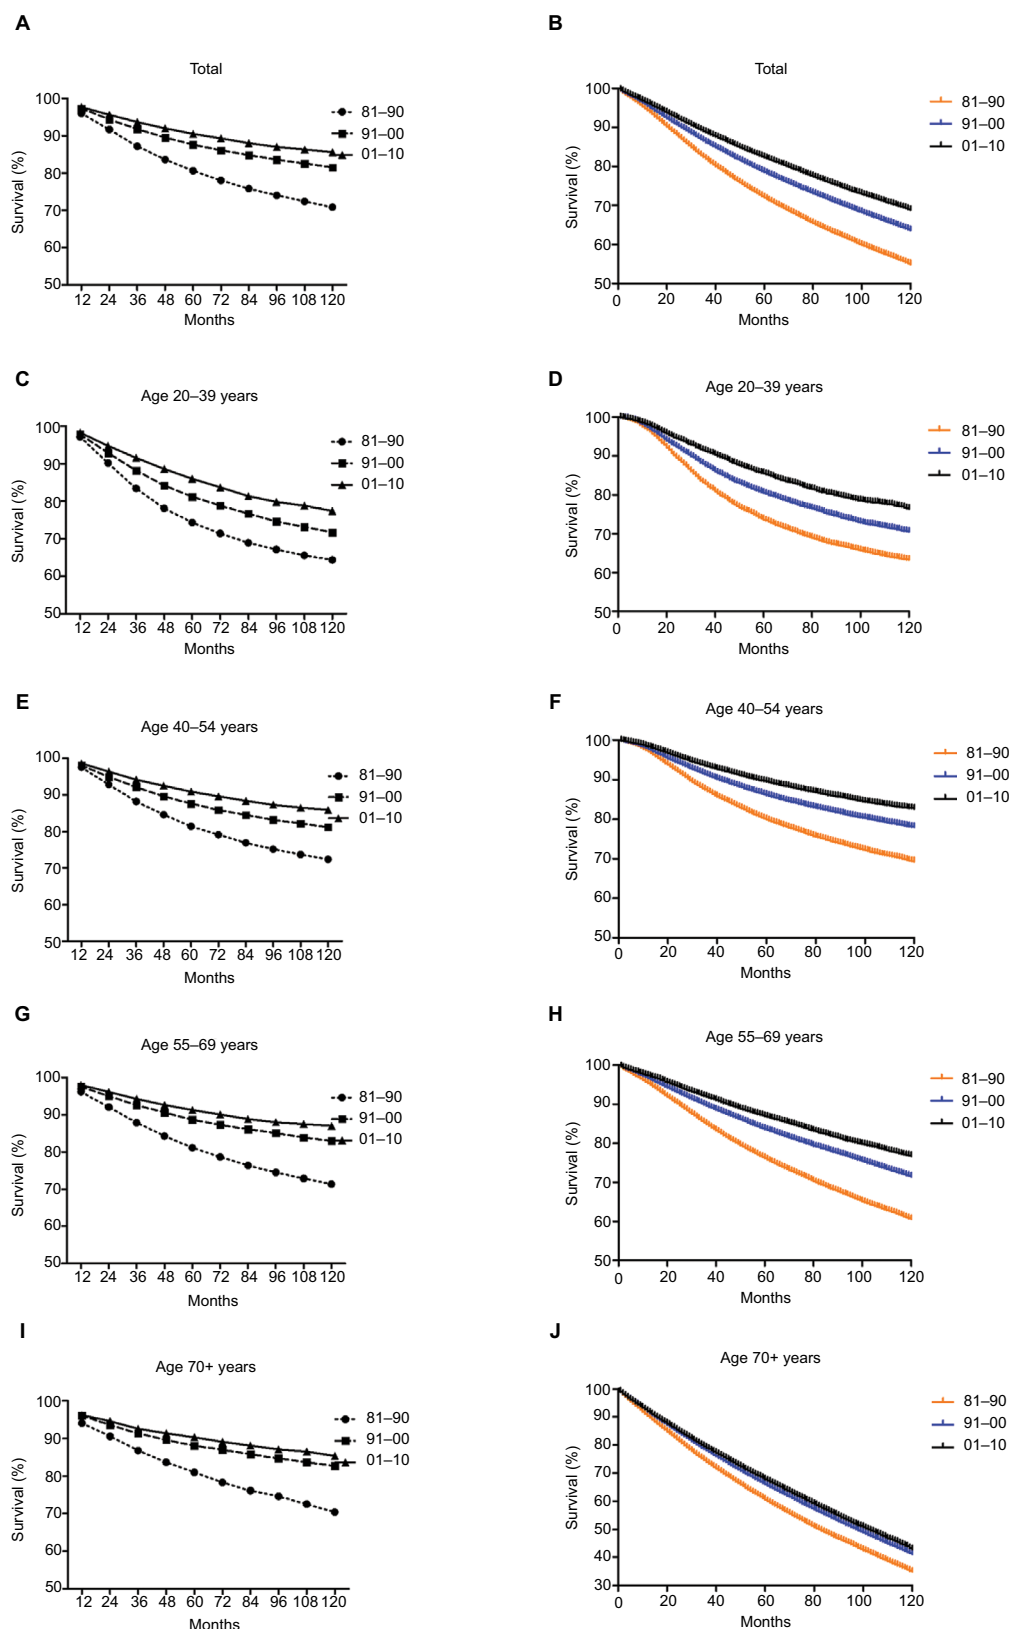 A
Total
Survival (%)
100
90
80
70
60
50
12 24 36 48 60 72 84 96 108 120
Months
81–90
91–00
01–10
B
Total
Survival (%)
100
90
80
70
60
50
0 20 40 60 80 100 120
Months
81–90
91–00
01–10
C
Age 20–39 years
Survival (%)
100
90
80
70
60
50
12 24 36 48 60 72 84 96 108 120
Months
81–90
91–00
01–10
D
Age 20–39 years
Survival (%)
100
90
80
70
60
50
0 20 40 60 80 100 120
Months
81–90
91–00
01–10
E
Age 40–54 years
Survival (%)
100
90
80
70
60
50
12 24 36 48 60 72 84 96 108 120
Months
81–90
91–00
01–10
F
Age 40–54 years
Survival (%)
100
90
80
70
60
50
0 20 40 60 80 100 120
Months
81–90
91–00
01–10
G
Age 55–69 years
Survival (%)
100
90
80
70
60
50
12 24 36 48 60 72 84 96 108 120
Months
81–90
91–00
01–10
H
Age 55–69 years
Survival (%)
100
90
80
70
60
50
0 20 40 60 80 100 120
Months
81–90
91–00
01–10
I
Age 70+ years
Survival (%)
100
90
80
70
60
50
12 24 36 48 60 72 84 96 108 120
Months
81–90
91–00
01–10
J
Age 70+ years
Survival (%)
100
90
80
70
60
50
40
30
0 20 40 60 80 100 120
Months
81–90
91–00
01–10